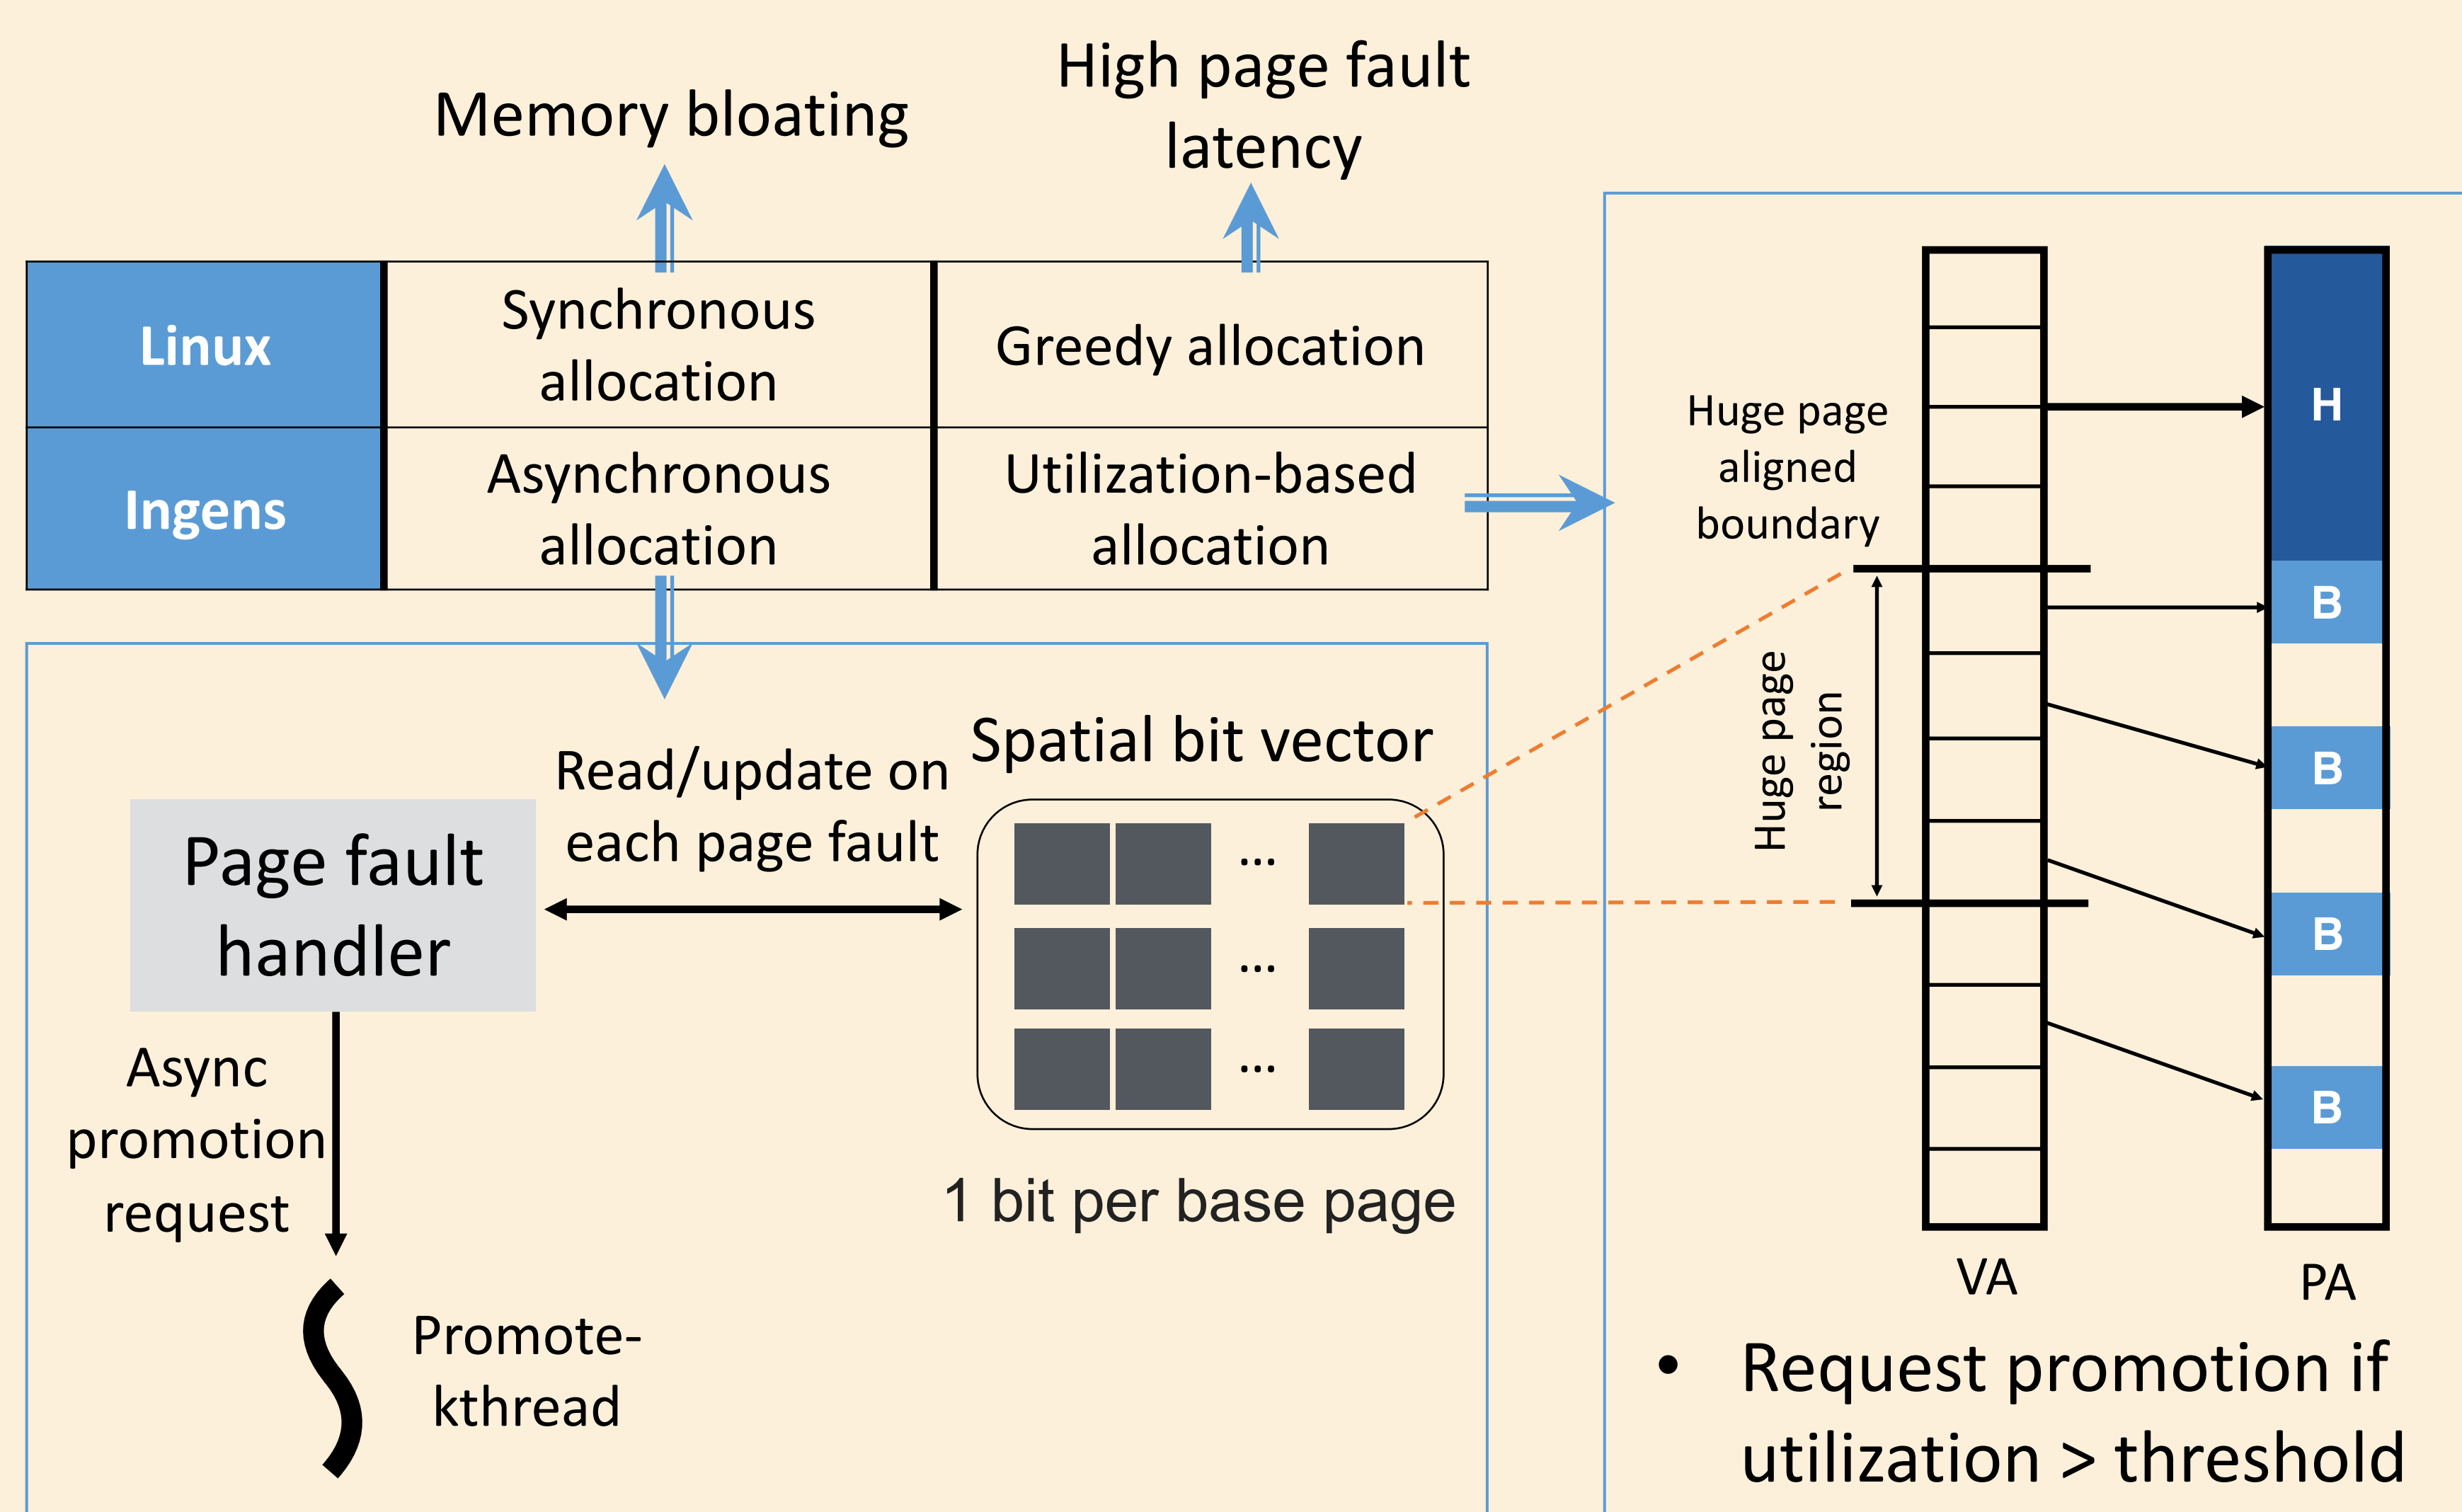 Memory bloating
High page fault
latency
Linux
Synchronous
allocation
Greedy allocation
Ingens
Asynchronous
allocation
Utilization-based
allocation
Page fault
handler
Read/update on
each page fault
Spatial bit vector
...
...
...
1 bit per base page
Async
promotion
request
Promote-
kthread
Huge page
aligned
boundary
Huge page
region
H
B
B
B
B
VA
PA
• Request promotion if
utilization > threshold